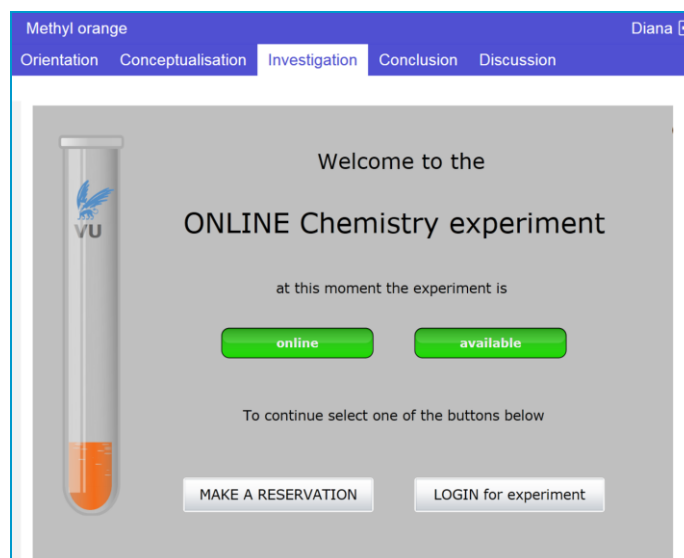 Methyl orange Diana
Orientation Conceptualisation Investigation Conclusion Discussion
VU
Welcome to the
ONLINE Chemistry experiment
at this moment the experiment is
online available
To continue select one of the buttons below
MAKE A RESERVATION LOGIN for experiment